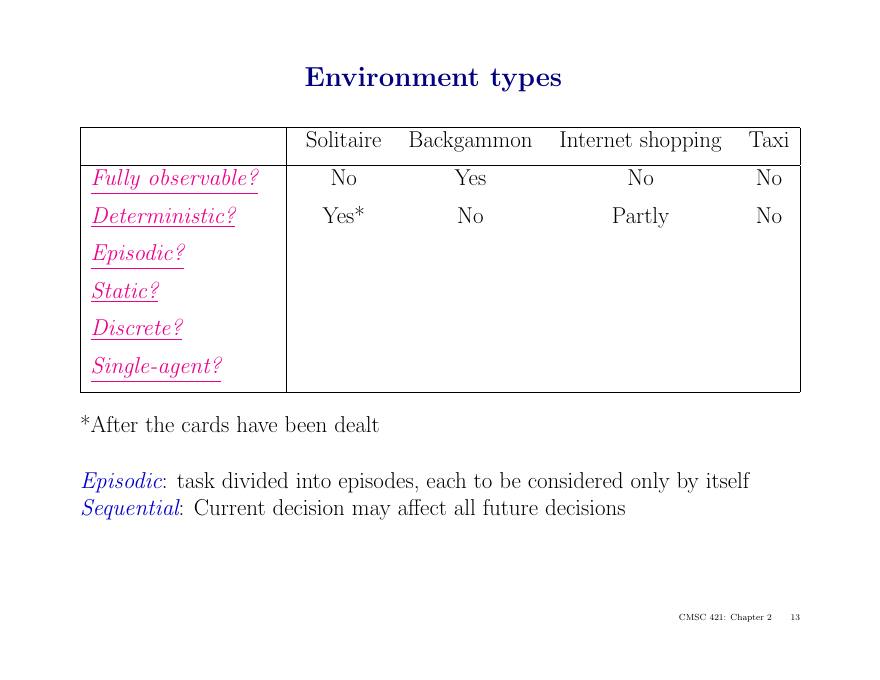 Environment types
Solitaire Backgammon Internet shopping Taxi
Fully observable? No Yes No No
Deterministic? Yes* No Partly No
Episodic?
Static?
Discrete?
Single-agent?
*After the cards have been dealt
Episodic: task divided into episodes, each to be considered only by itself
Sequential: Current decision may affect all future decisions
CMSC 421: Chapter 2 13